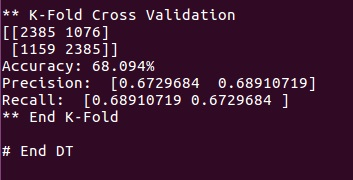 ** K-Fold Cross Validation
[[2385 1076]
 [1159 2385]]
Accuracy: 68.094%
Precision:  [0.6729684  0.68910719]
Recall:  [0.68910719 0.6729684 ]
** End K-Fold
# End DT